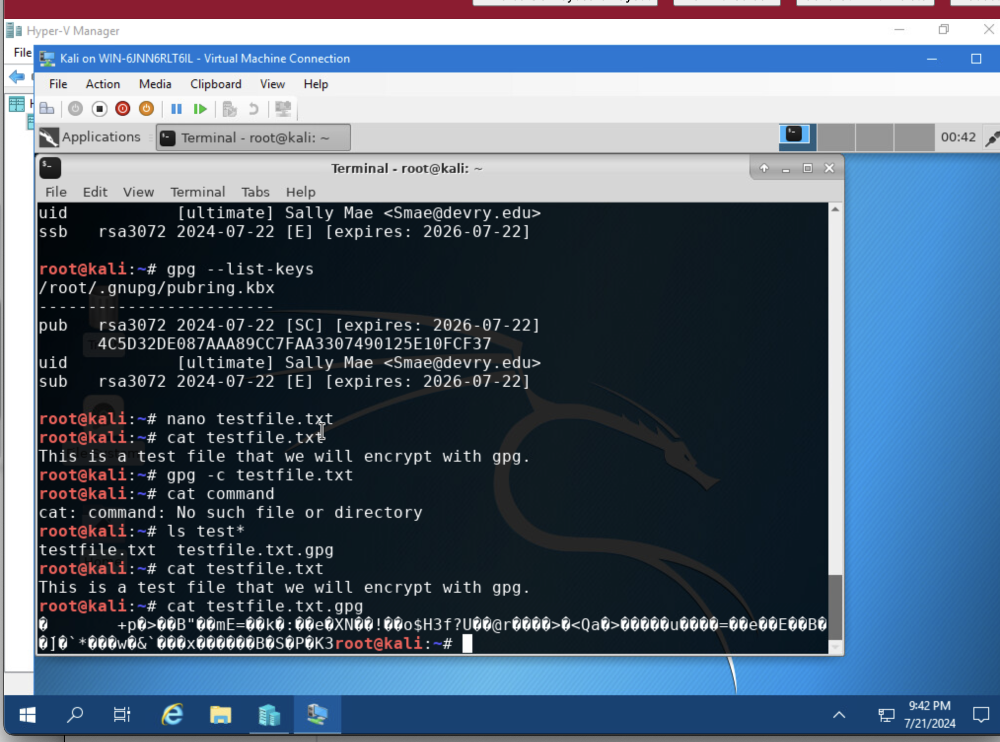 Hyper-V Manager
File
Kali on WIN-6JNN6RLT6IL - Virtual Machine Connection
File Action Media Clipboard View Help
Applications Terminal - root@kali: ~ 00:42
Terminal - root@kali: ~
File Edit View Terminal Tabs Help
uid [ultimate] Sally Mae <Smae@devry.edu>
ssb rsa3072 2024-07-22 [E] [expires: 2026-07-22]
root@kali:~# gpg --list-keys
/root/.gnupg/pubring.kbx
------------------------
pub rsa3072 2024-07-22 [SC] [expires: 2026-07-22]
4C5D32DE087AAA89CC7FAA3307490125E10FCF37
uid [ultimate] Sally Mae <Smae@devry.edu>
sub rsa3072 2024-07-22 [E] [expires: 2026-07-22]
root@kali:~# nano testfile.txt
root@kali:~# cat testfile.txt
This is a test file that we will encrypt with gpg.
root@kali:~# gpg -c testfile.txt
root@kali:~# cat command
cat: command: No such file or directory
root@kali:~# ls test*
testfile.txt testfile.txt.gpg
root@kali:~# cat testfile.txt
This is a test file that we will encrypt with gpg.
root@kali:~# cat testfile.txt.gpg
� +p�>��B"��mE=��k�:��e�XN��!��o$H3f?U��@r����>�<Qa�>�����u����=��e��E��B�
�]�`*���w�&`���x������B�S�P�K3root@kali:~#
File System
Home
9:42 PM
7/21/2024